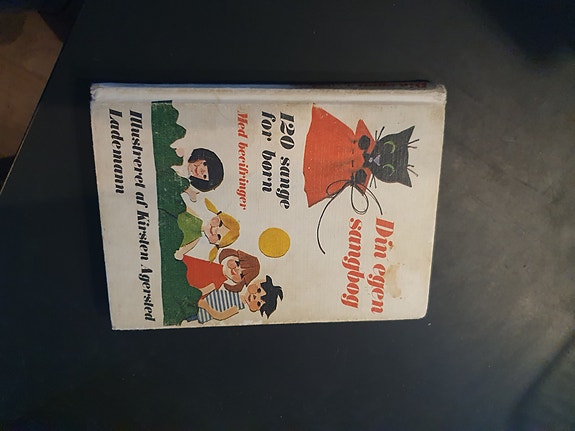 Din egen
sangbog
120 sange
for børn
Med becifringer
Illustreret af Kirsten Agersted
Lademann